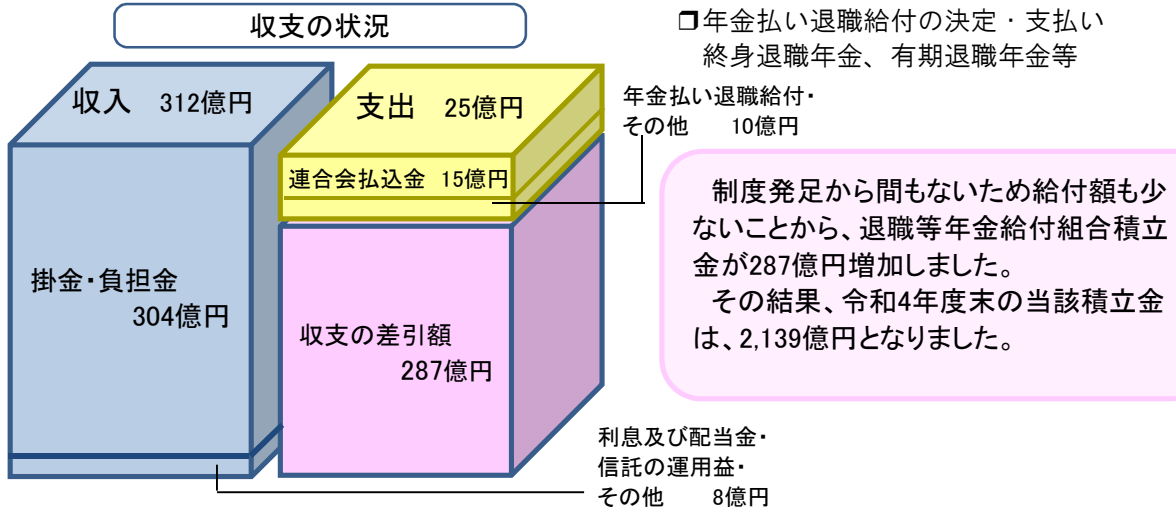 収支の状況
❒年金払い退職給付の決定・支払い
終身退職年金、有期退職年金等
収入 312億円
支出 25億円
年金払い退職給付・
その他 10億円
連合会払込金 15億円
掛金・負担金
304億円
収支の差引額
287億円
制度発足から間もないため給付額も少
ないことから、退職等年金給付組合積立
金が287億円増加しました。
その結果、令和4年度末の当該積立金
は、2,139億円となりました。
利息及び配当金・
信託の運用益・
その他 8億円